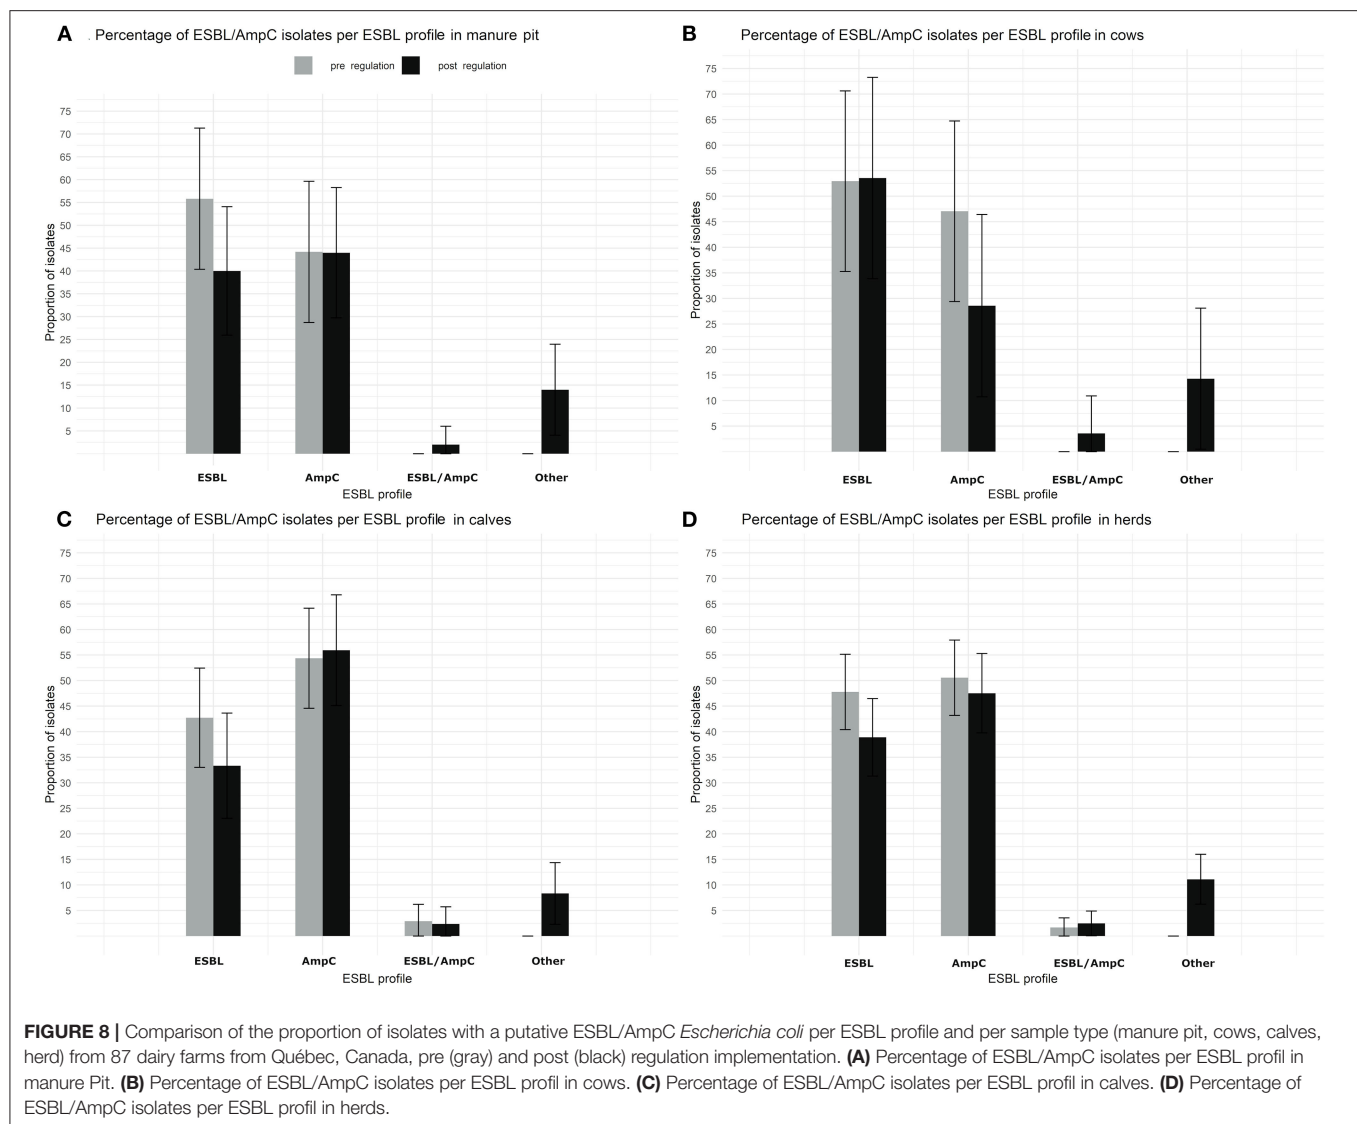 A . Percentage of ESBL/AmpC isolates per ESBL profile in manure pit
pre regulation post regulation
75
70
65
60
55
50
45
40
35
30
25
20
15
10
5
Proportion of isolates
ESBL AmpC ESBL/AmpC Other
ESBL profile
B Percentage of ESBL/AmpC isolates per ESBL profile in cows
75
70
65
60
55
50
45
40
35
30
25
20
15
10
5
Proportion of isolates
ESBL AmpC ESBL/AmpC Other
ESBL profile
C Percentage of ESBL/AmpC isolates per ESBL profile in calves
75
70
65
60
55
50
45
40
35
30
25
20
15
10
5
Proportion of isolates
ESBL AmpC ESBL/AmpC Other
ESBL profile
D Percentage of ESBL/AmpC isolates per ESBL profile in herds
75
70
65
60
55
50
45
40
35
30
25
20
15
10
5
Proportion of isolates
ESBL AmpC ESBL/AmpC Other
ESBL profile
FIGURE 8 | Comparison of the proportion of isolates with a putative ESBL/AmpC Escherichia coli per ESBL profile and per sample type (manure pit, cows, calves,
herd) from 87 dairy farms from Québec, Canada, pre (gray) and post (black) regulation implementation. (A) Percentage of ESBL/AmpC isolates per ESBL profil in
manure Pit. (B) Percentage of ESBL/AmpC isolates per ESBL profil in cows. (C) Percentage of ESBL/AmpC isolates per ESBL profil in calves. (D) Percentage of
ESBL/AmpC isolates per ESBL profil in herds.